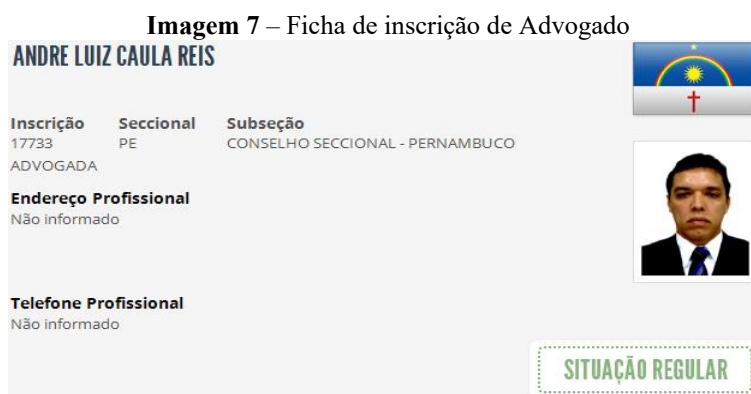 Imagem 7 – Ficha de inscrição de Advogado
ANDRE LUIZ CAULA REIS
Inscrição Seccional Subseção
17733 PE CONSELHO SECCIONAL - PERNAMBUCO
ADVOGADA
Endereço Profissional
Não informado
Telefone Profissional
Não informado
SITUAÇÃO REGULAR